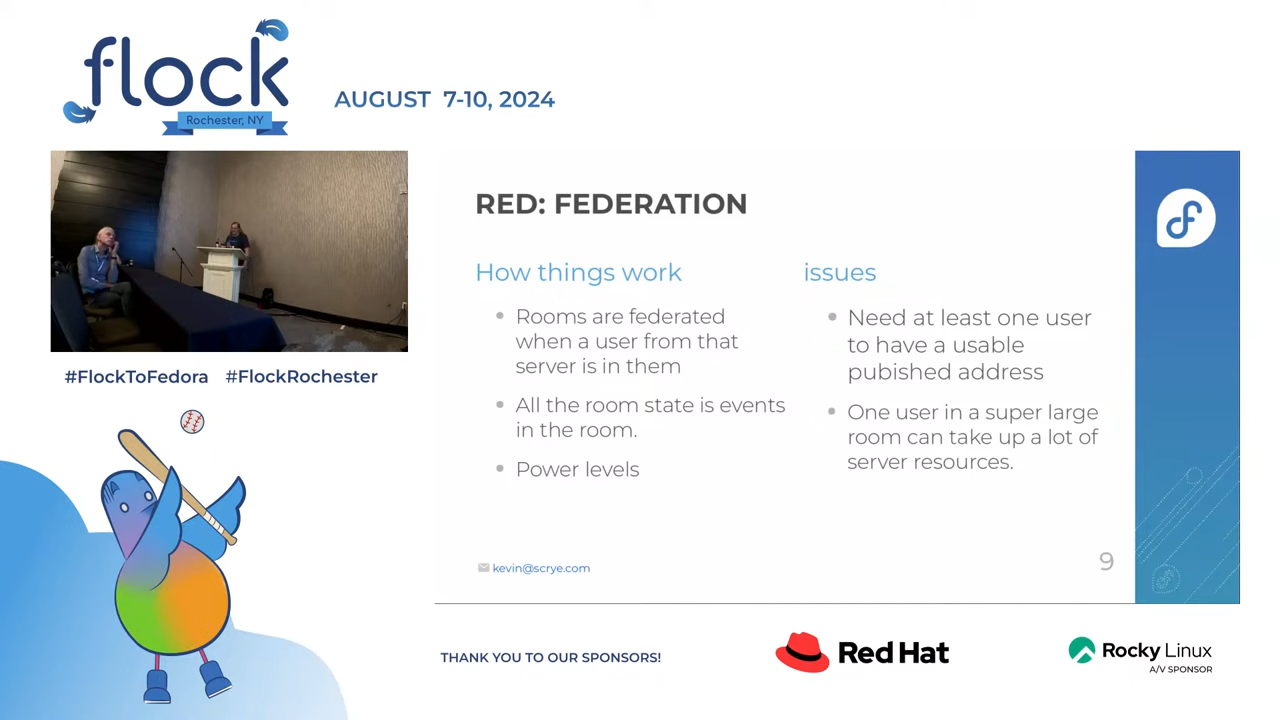 flock
Rochester, NY
AUGUST 7-10, 2024
#FlockToFedora #FlockRochester
RED: FEDERATION
How things work
Rooms are federated
when a user from that
server is in them
All the room state is events
in the room.
Power levels
issues
Need at least one user
to have a usable
pubished address
One user in a super large
room can take up a lot of
server resources.
kevin@scrye.com
9
THANK YOU TO OUR SPONSORS!
Red Hat
Rocky Linux
A/V SPONSOR